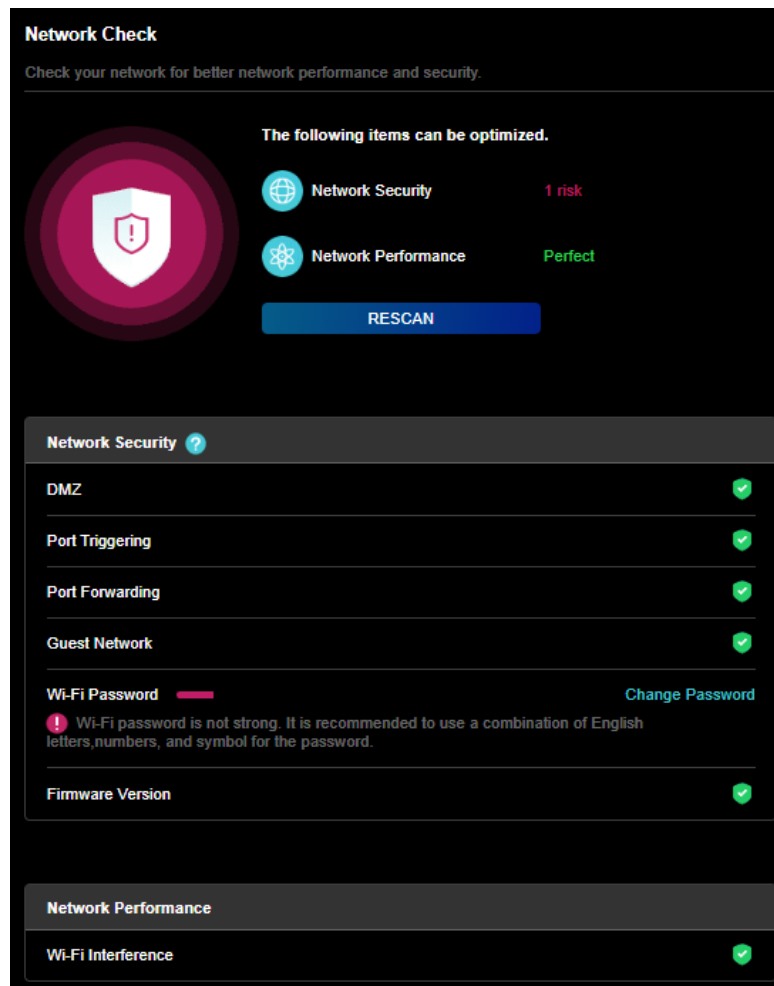 Network Check
Check your network for better network performance and security.
The following items can be optimized.
Network Security 1 risk
Network Performance Perfect
RESCAN
Network Security ?
DMZ
Port Triggering
Port Forwarding
Guest Network
Wi-Fi Password Change Password
Wi-Fi password is not strong. It is recommended to use a combination of English
letters,numbers, and symbol for the password.
Firmware Version
Network Performance
Wi-Fi Interference